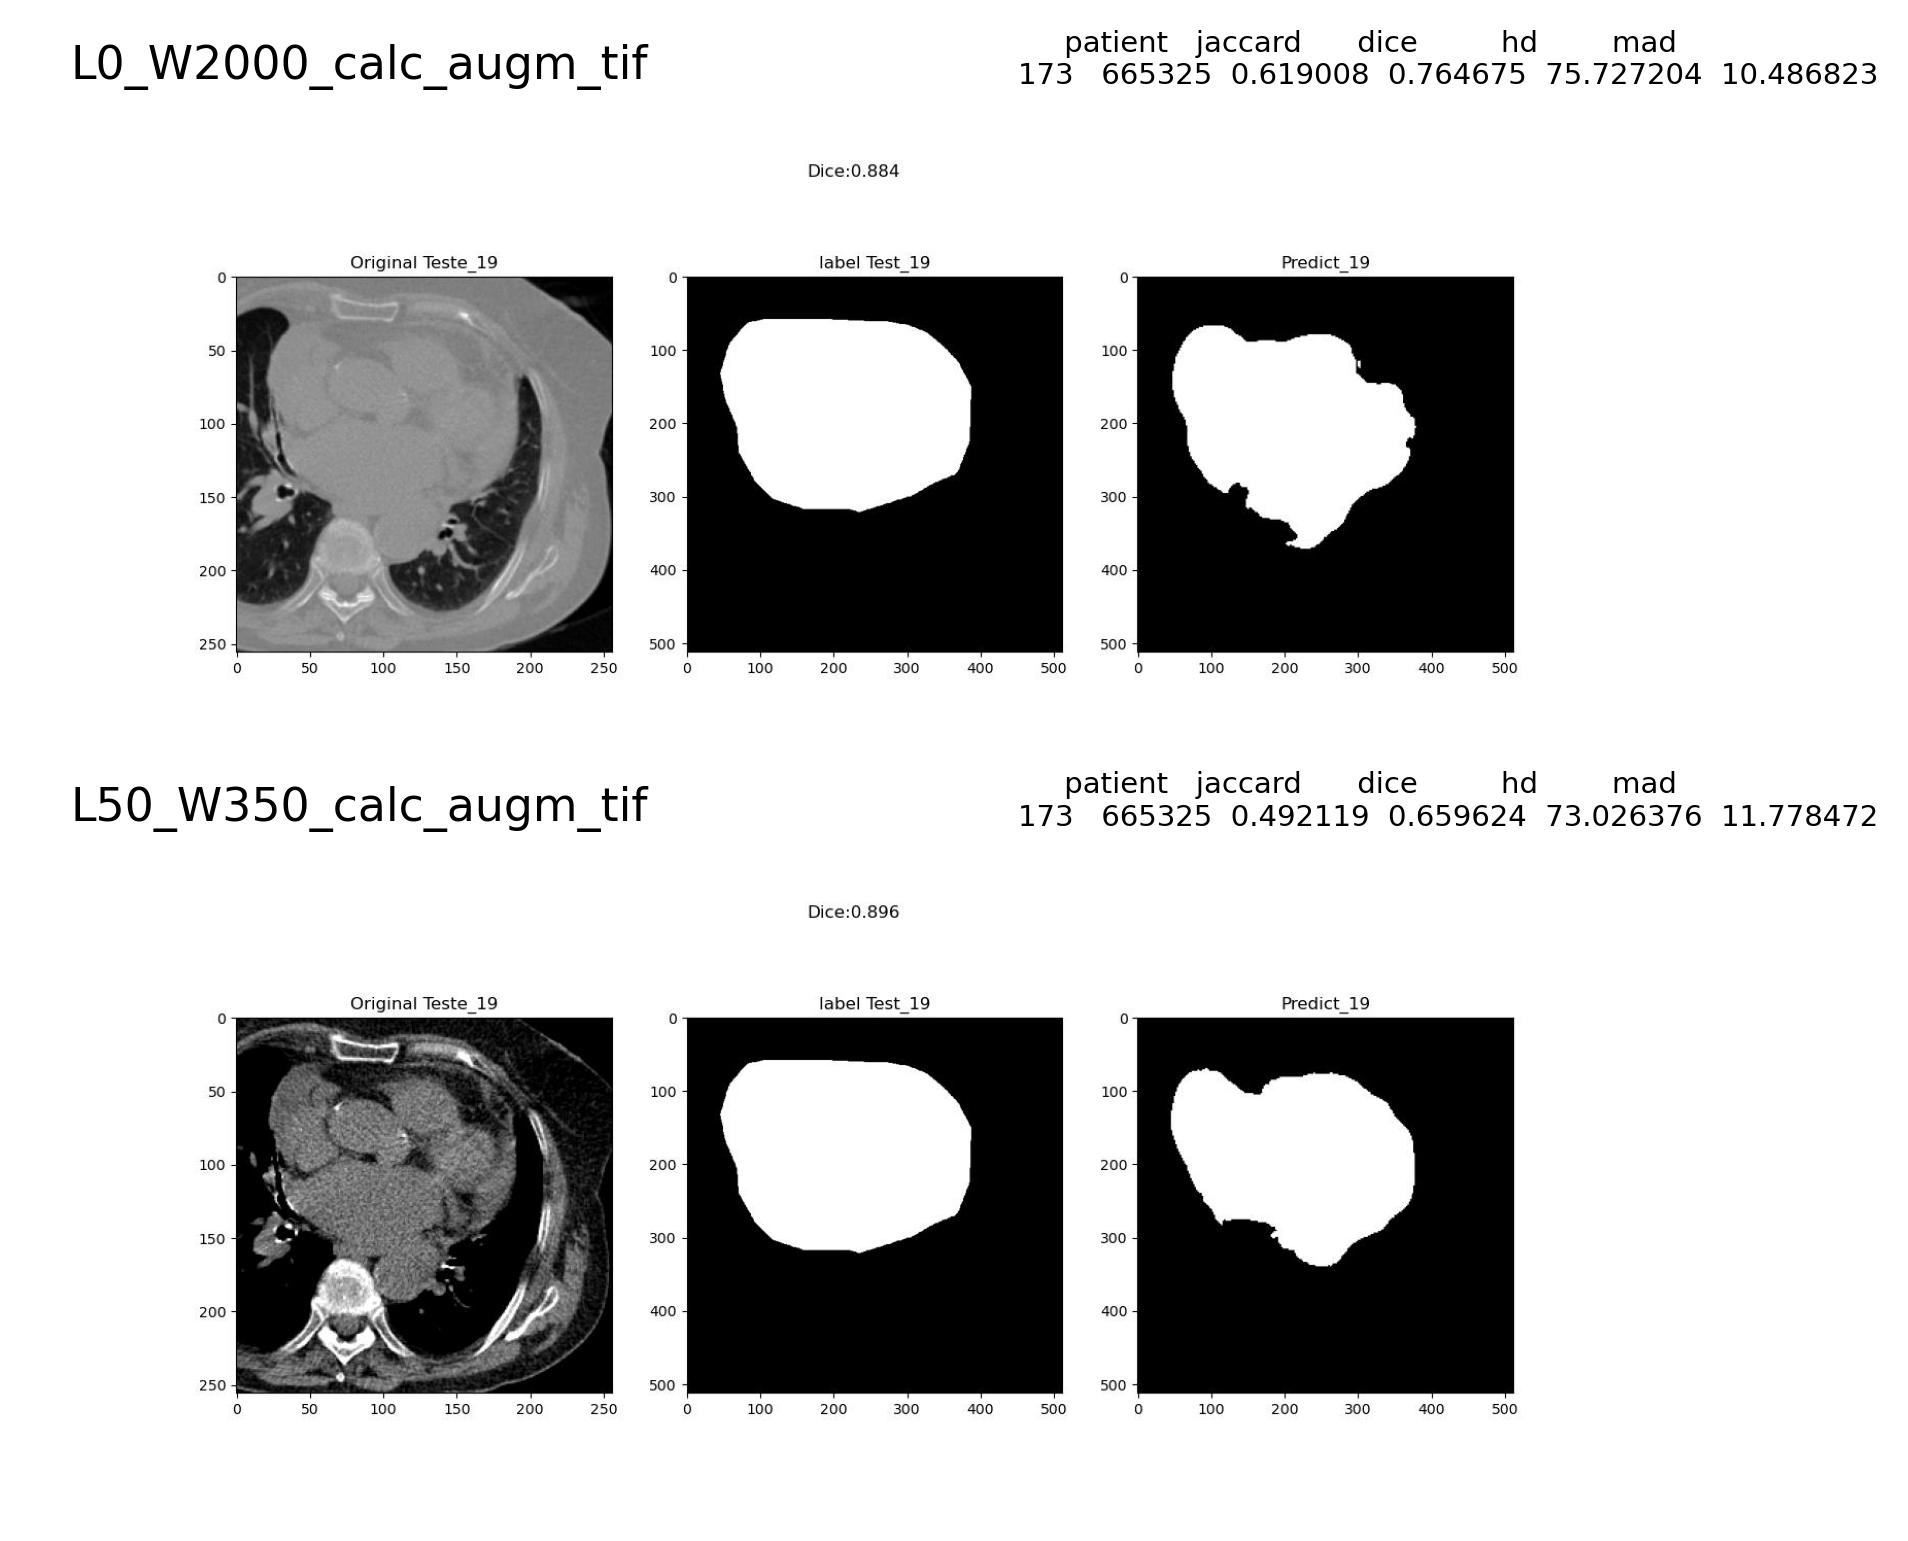 L0_W2000_calc_augm_tif
patient jaccard dice hd mad
173 665325 0.619008 0.764675 75.727204 10.486823
Dice:0.884
Original Teste_19
label Test_19
Predict_19
0
50
100
150
200
250
0 50 100 150 200 250
0
100
200
300
400
500
0 100 200 300 400 500
0
100
200
300
400
500
0 100 200 300 400 500
L50_W350_calc_augm_tif
patient jaccard dice hd mad
173 665325 0.492119 0.659624 73.026376 11.778472
Dice:0.896
Original Teste_19
label Test_19
Predict_19
0
50
100
150
200
250
0 50 100 150 200 250
0
100
200
300
400
500
0 100 200 300 400 500
0
100
200
300
400
500
0 100 200 300 400 500